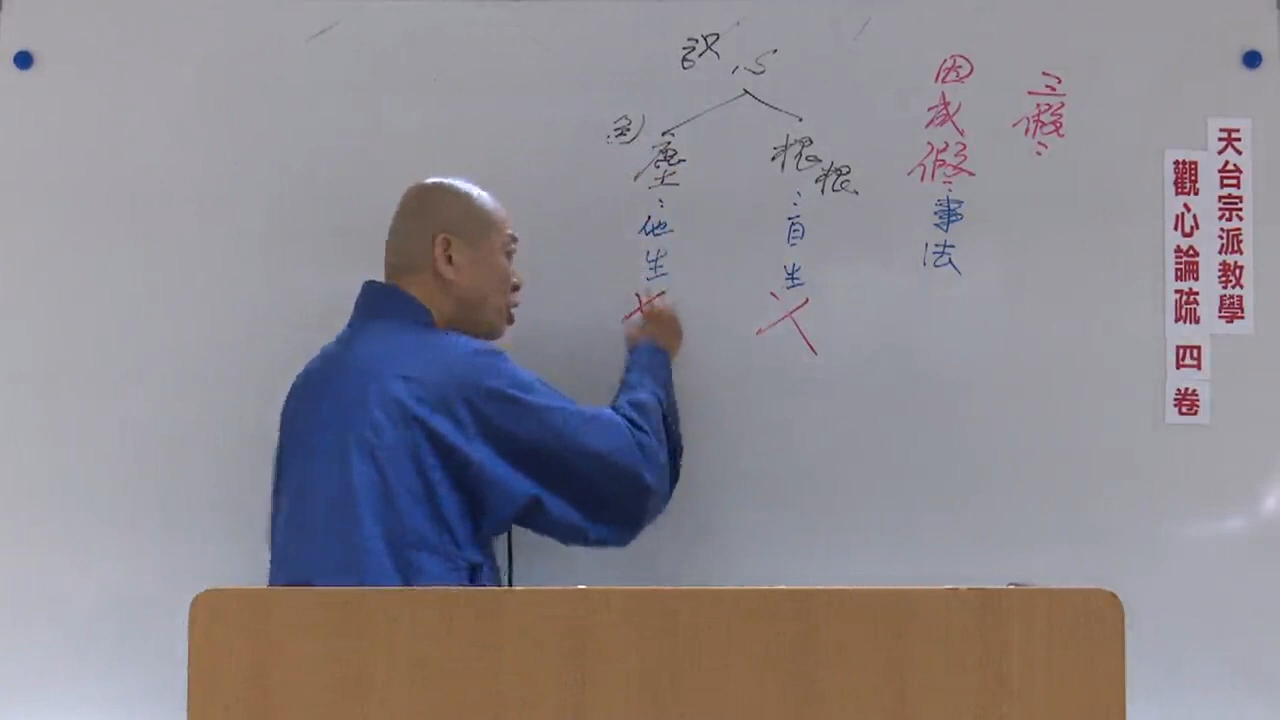 天台宗派教學
觀心論疏 四卷
三假：
因成假：事法
識心
根根：自生
塵：他生